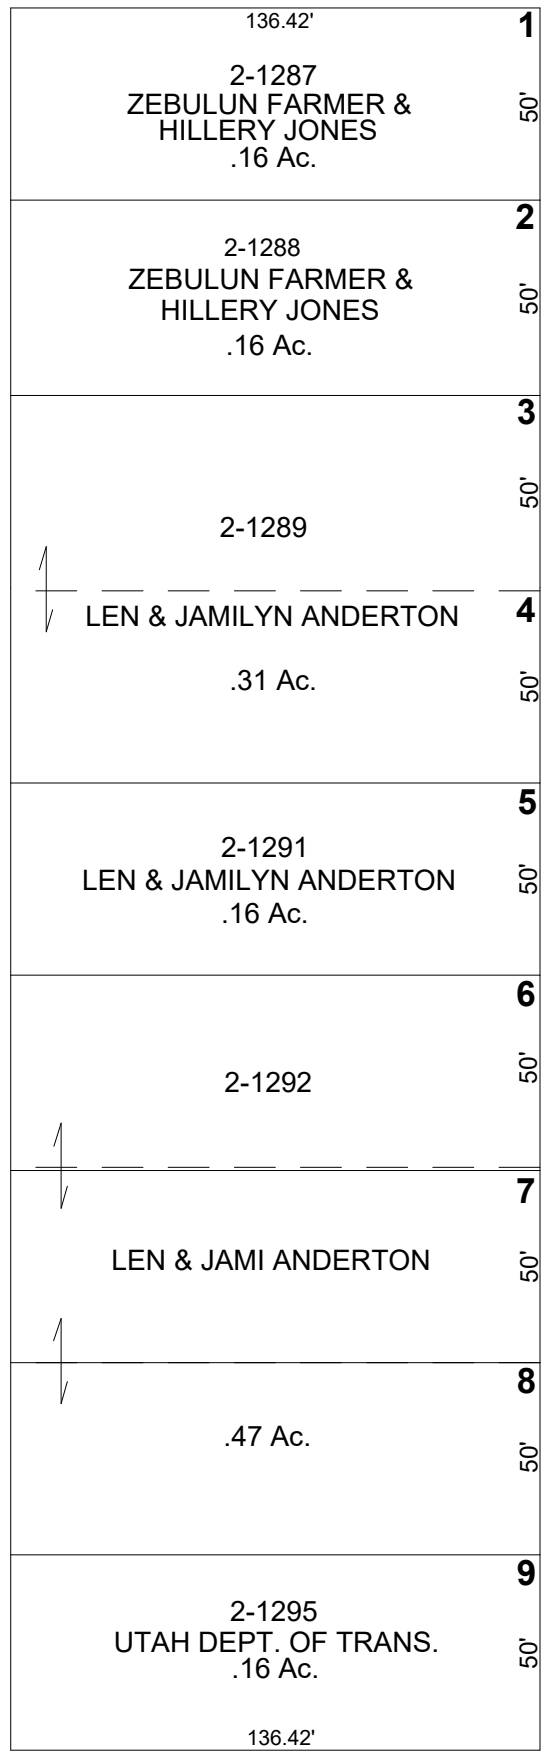 136.42'
1
2-1287
ZEBULUN FARMER &
HILLERY JONES
.16 Ac.
50'
2
2-1288
ZEBULUN FARMER &
HILLERY JONES
.16 Ac.
50'
3
50'
2-1289
4
LEN & JAMILYN ANDERTON
.31 Ac.
50'
5
2-1291
LEN & JAMILYN ANDERTON
.16 Ac.
50'
6
50'
2-1292
7
LEN & JAMI ANDERTON
50'
8
.47 Ac.
50'
9
2-1295
UTAH DEPT. OF TRANS.
.16 Ac.
50'
136.42'